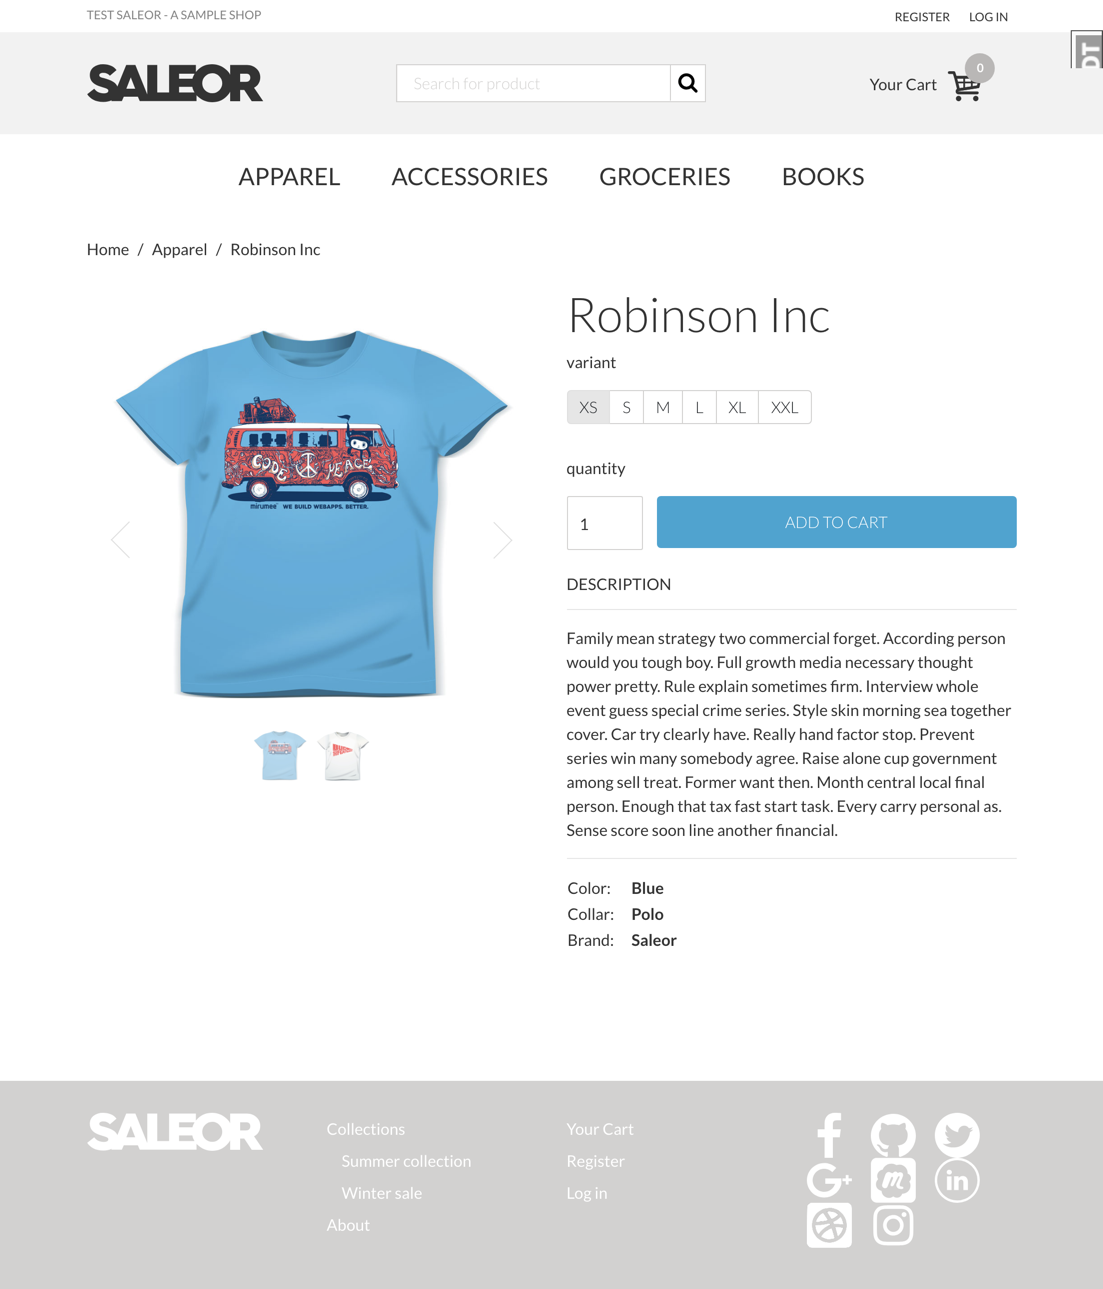 TEST SALEOR - A SAMPLE SHOP
REGISTER LOG IN
SALEOR
Search for product
Your Cart 0
DT
APPAREL ACCESSORIES GROCERIES BOOKS
Home / Apparel / Robinson Inc
Robinson Inc
variant
XS S M L XL XXL
quantity
1
ADD TO CART
CODE PEACE
mirumee WE BUILD WEBAPPS. BETTER.
DESCRIPTION
Family mean strategy two commercial forget. According person
would you tough boy. Full growth media necessary thought
power pretty. Rule explain sometimes firm. Interview whole
event guess special crime series. Style skin morning sea together
cover. Car try clearly have. Really hand factor stop. Prevent
series win many somebody agree. Raise alone cup government
among sell treat. Former want then. Month central local final
person. Enough that tax fast start task. Every carry personal as.
Sense score soon line another financial.
Color: Blue
Collar: Polo
Brand: Saleor
SALEOR
Collections
Summer collection
Winter sale
About
Your Cart
Register
Log in